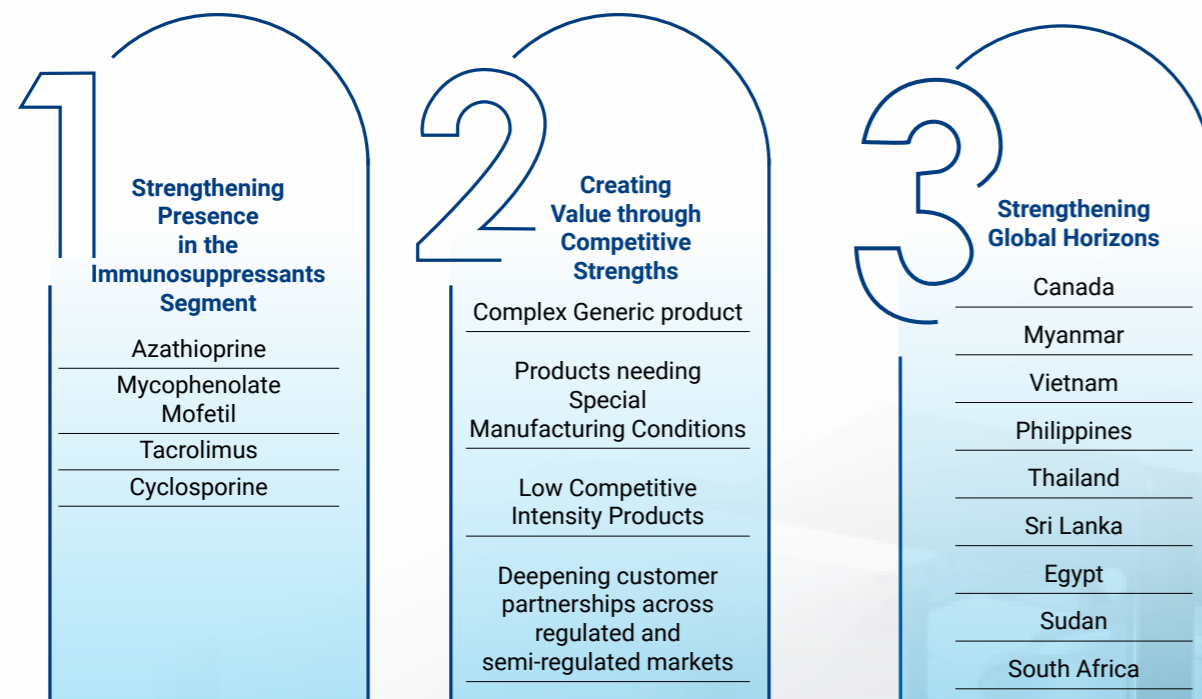 1
Strengthening
Presence
in the
Immunosuppressants
Segment
Azathioprine
Mycophenolate
Mofetil
Tacrolimus
Cyclosporine
2
Creating
Value through
Competitive
Strengths
Complex Generic product
Products needing
Special
Manufacturing Conditions
Low Competitive
Intensity Products
Deepening customer
partnerships across
regulated and
semi-regulated markets
3
Strengthening
Global Horizons
Canada
Myanmar
Vietnam
Philippines
Thailand
Sri Lanka
Egypt
Sudan
South Africa